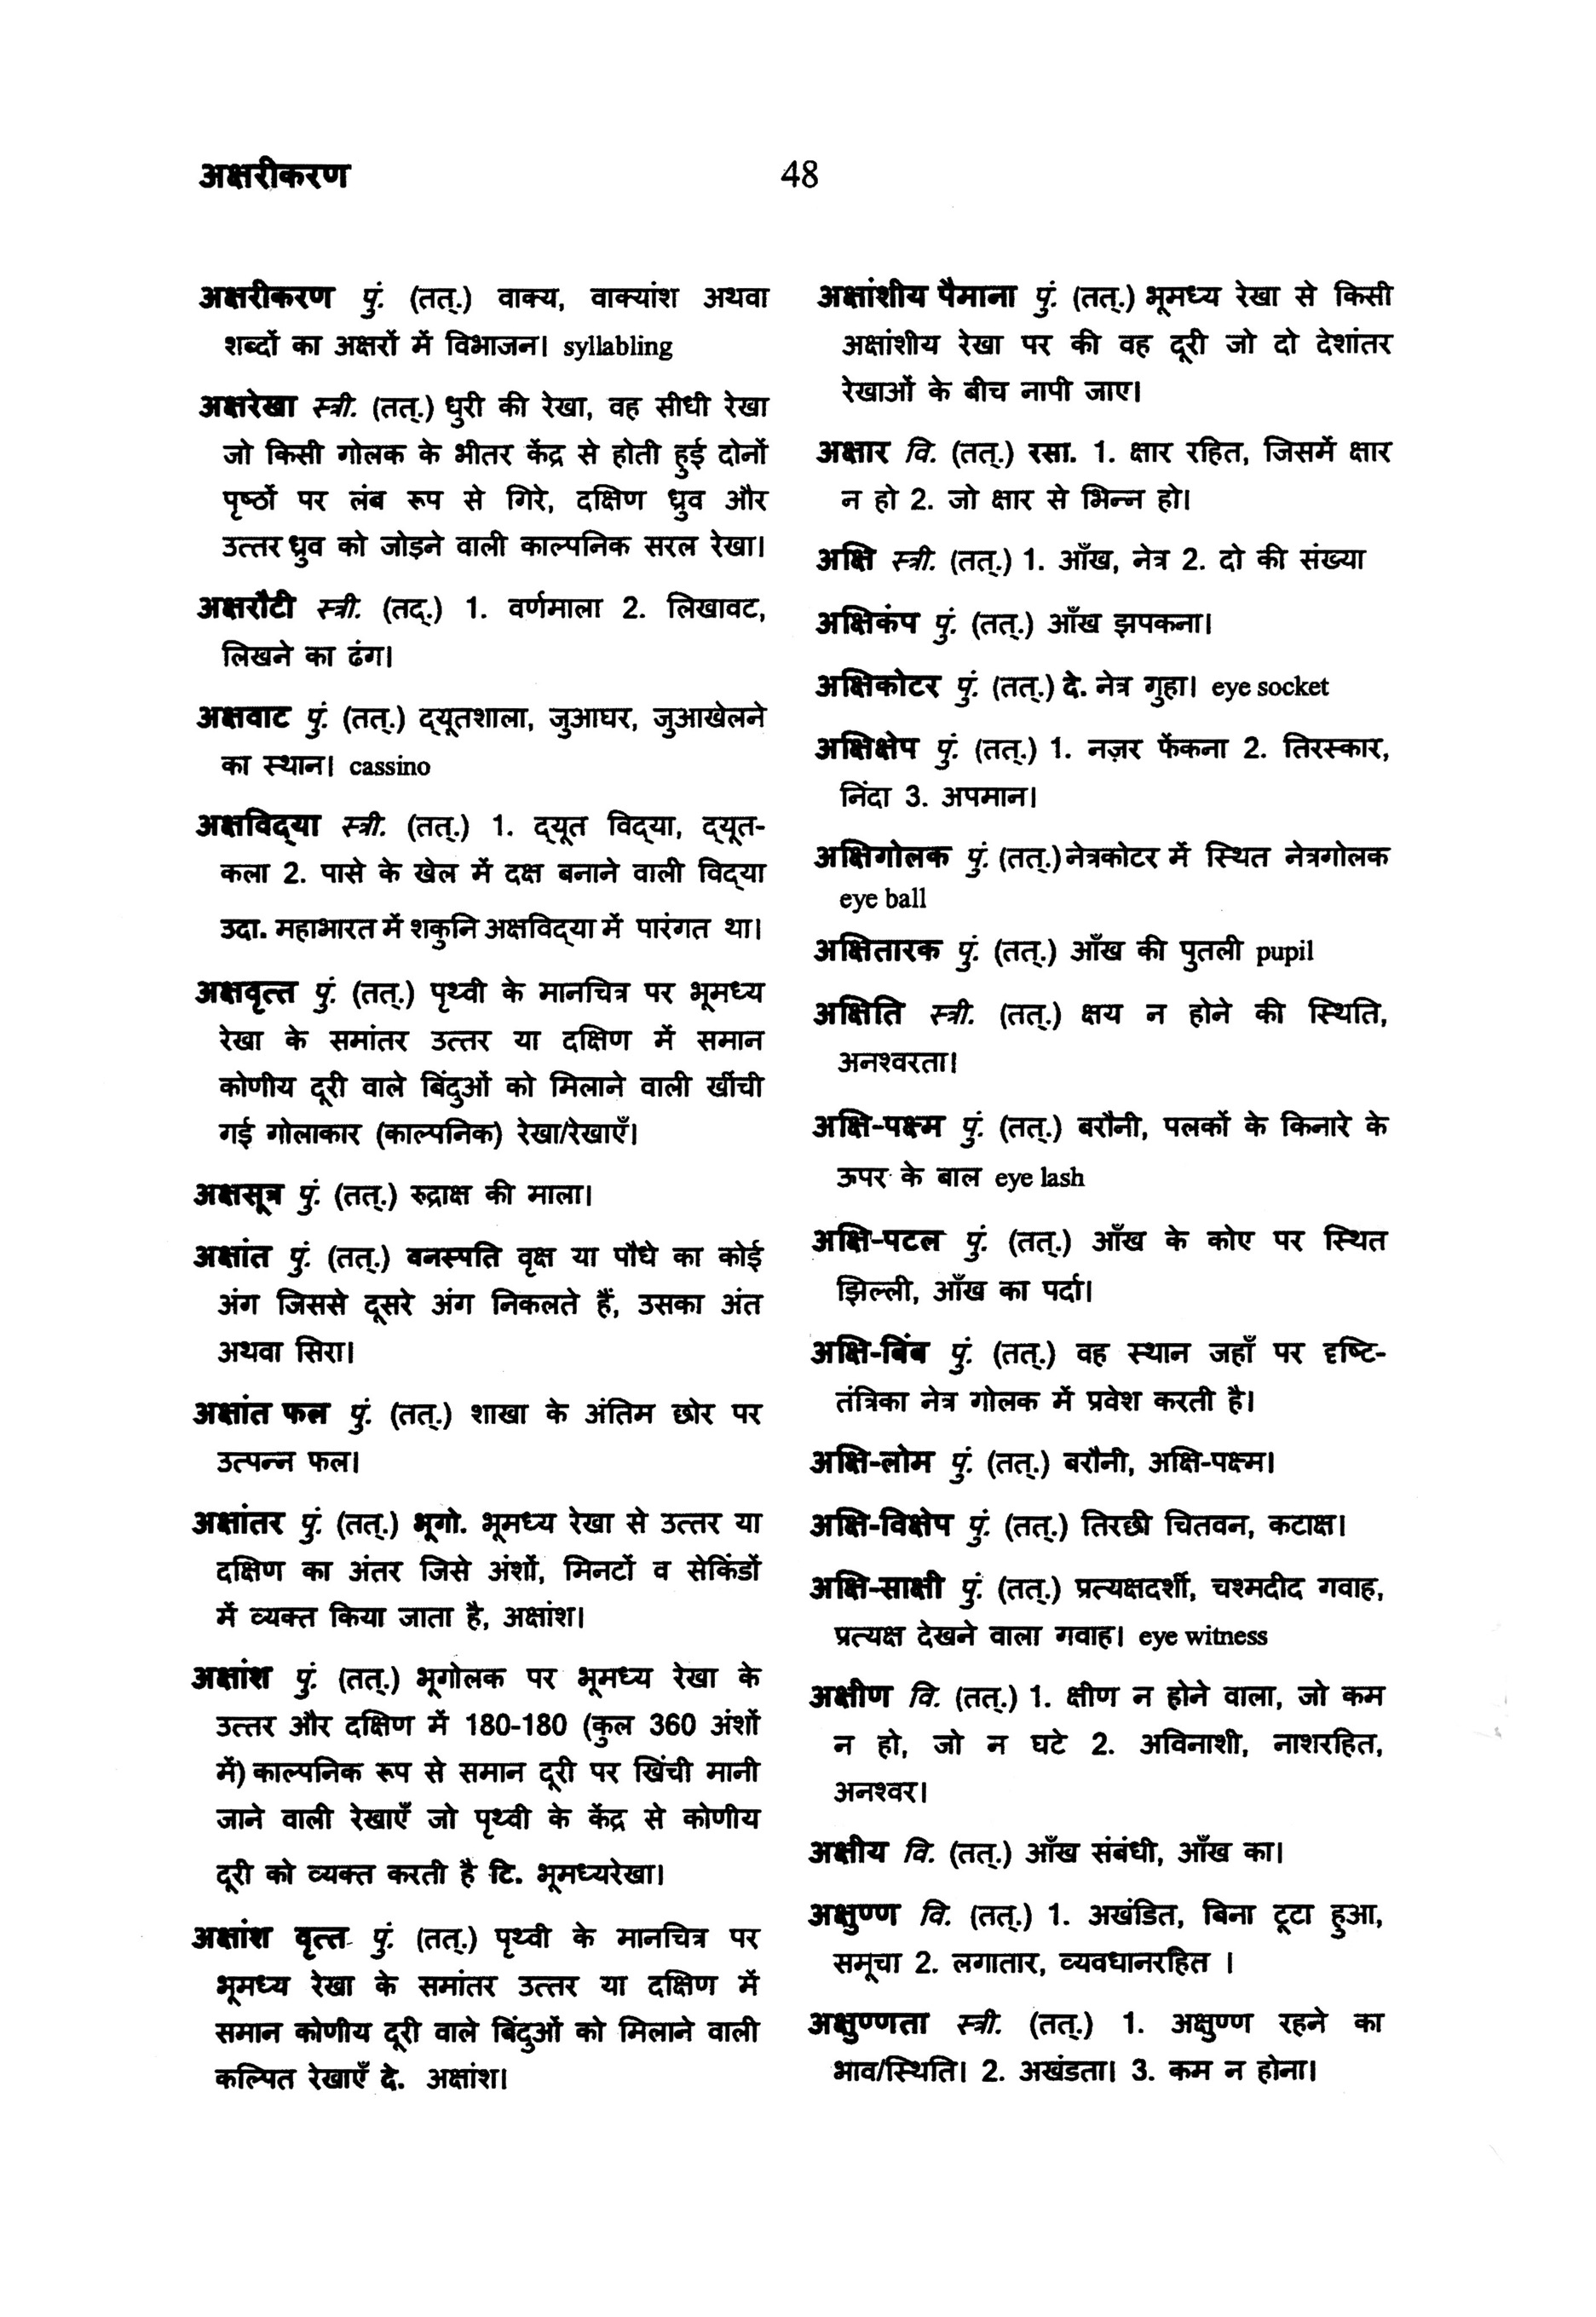 अक्षरीकरण
48
अक्षरीकरण पुं. (तत्.) वाक्य, वाक्यांश अथवा
शब्दों का अक्षरों में विभाजन। syllabling
अक्षरेखा स्त्री. (तत्.) धुरी की रेखा, वह सीधी रेखा
जो किसी गोलक के भीतर केंद्र से होती हुई दोनों
पृष्ठों पर लंब रूप से गिरे, दक्षिण ध्रुव और
उत्तर ध्रुव को जोड़ने वाली काल्पनिक सरल रेखा।
अक्षरौटी स्त्री. (तद्.) 1. वर्णमाला 2. लिखावट,
लिखने का ढंग।
अक्षवाट पुं. (तत्.) द्यूतशाला, जुआघर, जुआखेलने
का स्थान। cassino
अक्षविद्या स्त्री. (तत्.) 1. द्यूत विद्या, द्यूत-
कला 2. पासे के खेल में दक्ष बनाने वाली विद्या
उदा. महाभारत में शकुनि अक्षविद्या में पारंगत था।
अक्षवृत्त पुं. (तत्.) पृथ्वी के मानचित्र पर भूमध्य
रेखा के समांतर उत्तर या दक्षिण में समान
कोणीय दूरी वाले बिंदुओं को मिलाने वाली खींची
गई गोलाकार (काल्पनिक) रेखा/रेखाएँ।
अक्षसूत्र पुं. (तत्.) रुद्राक्ष की माला।
अक्षांत पुं. (तत्.) वनस्पति वृक्ष या पौधे का कोई
अंग जिससे दूसरे अंग निकलते हैं, उसका अंत
अथवा सिरा।
अक्षांत फल पुं. (तत्.) शाखा के अंतिम छोर पर
उत्पन्न फल।
अक्षांतर पुं. (तत्.) भूगो. भूमध्य रेखा से उत्तर या
दक्षिण का अंतर जिसे अंशों, मिनटों व सेकिंडों
में व्यक्त किया जाता है, अक्षांश।
अक्षांश पुं. (तत्.) भूगोलक पर भूमध्य रेखा के
उत्तर और दक्षिण में 180-180 (कुल 360 अंशों
में) काल्पनिक रूप से समान दूरी पर खिंची मानी
जाने वाली रेखाएँ जो पृथ्वी के केंद्र से कोणीय
दूरी को व्यक्त करती है टि. भूमध्यरेखा।
अक्षांश वृत्त पुं. (तत्.) पृथ्वी के मानचित्र पर
भूमध्य रेखा के समांतर उत्तर या दक्षिण में
समान कोणीय दूरी वाले बिंदुओं को मिलाने वाली
कल्पित रेखाएँ दे. अक्षांश।
अक्षांशीय पैमाना पुं. (तत्.) भूमध्य रेखा से किसी
अक्षांशीय रेखा पर की वह दूरी जो दो देशांतर
रेखाओं के बीच नापी जाए।
अक्षार वि. (तत्.) रसा. 1. क्षार रहित, जिसमें क्षार
न हो 2. जो क्षार से भिन्न हो।
अक्षि स्त्री. (तत्.) 1. आँख, नेत्र 2. दो की संख्या
अक्षिकंप पुं. (तत्.) आँख झपकना।
अक्षिकोटर पुं. (तत्.) दे. नेत्र गुहा। eye socket
अक्षिक्षेप पुं. (तत्.) 1. नज़र फेंकना 2. तिरस्कार,
निंदा 3. अपमान।
अक्षिगोलक पुं. (तत्.) नेत्रकोटर में स्थित नेत्रगोलक
eye ball
अक्षितारक पुं. (तत्.) आँख की पुतली pupil
अक्षिति स्त्री. (तत्.) क्षय न होने की स्थिति,
अनश्वरता।
अक्षि-पक्ष्म पुं. (तत्.) बरौनी, पलकों के किनारे के
ऊपर के बाल eye lash
अक्षि-पटल पुं. (तत्.) आँख के कोए पर स्थित
झिल्ली, आँख का पर्दा।
अक्षि-बिंब पुं. (तत्.) वह स्थान जहाँ पर दृष्टि-
तंत्रिका नेत्र गोलक में प्रवेश करती है।
अक्षि-लोम पुं. (तत्.) बरौनी, अक्षि-पक्ष्म।
अक्षि-विक्षेप पुं. (तत्.) तिरछी चितवन, कटाक्ष।
अक्षि-साक्षी पुं. (तत्.) प्रत्यक्षदर्शी, चश्मदीद गवाह,
प्रत्यक्ष देखने वाला गवाह। eye witness
अक्षीण वि. (तत्.) 1. क्षीण न होने वाला, जो कम
न हो, जो न घटे 2. अविनाशी, नाशरहित,
अनश्वर।
अक्षीय वि. (तत्.) आँख संबंधी, आँख का।
अक्षुण्ण वि. (तत्.) 1. अखंडित, बिना टूटा हुआ,
समूचा 2. लगातार, व्यवधानरहित ।
अक्षुण्णता स्त्री. (तत्.) 1. अक्षुण्ण रहने का
भाव/स्थिति। 2. अखंडता। 3. कम न होना।